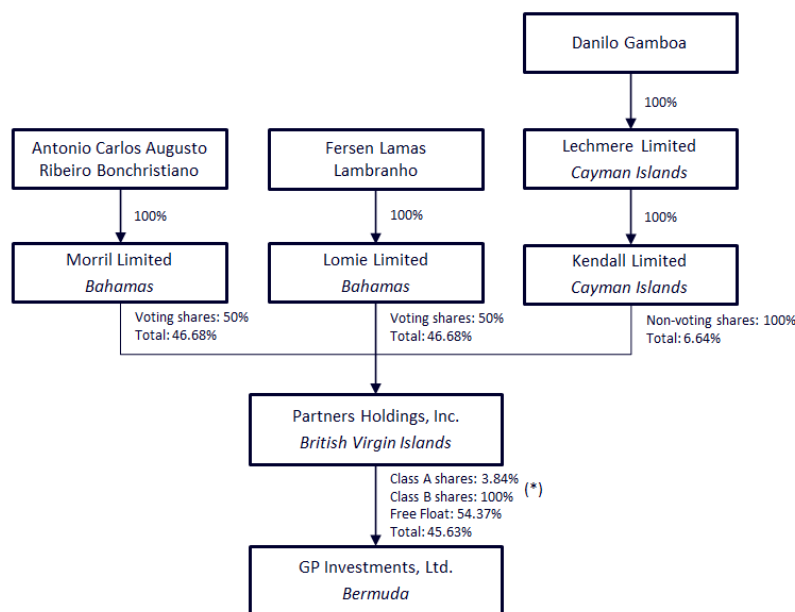 Danilo Gamboa
100%
Antonio Carlos Augusto
Ribeiro Bonchristiano
Fersen Lamas
Lambranho
Lechmere Limited
Cayman Islands
100%
100%
100%
Morril Limited
Bahamas
Lomie Limited
Bahamas
Kendall Limited
Cayman Islands
Voting shares: 50%
Total: 46.68%
Voting shares: 50%
Total: 46.68%
Non-voting shares: 100%
Total: 6.64%
Partners Holdings, Inc.
British Virgin Islands
Class A shares: 3.84%
Class B shares: 100% (*)
Free Float: 54.37%
Total: 45.63%
GP Investments, Ltd.
Bermuda